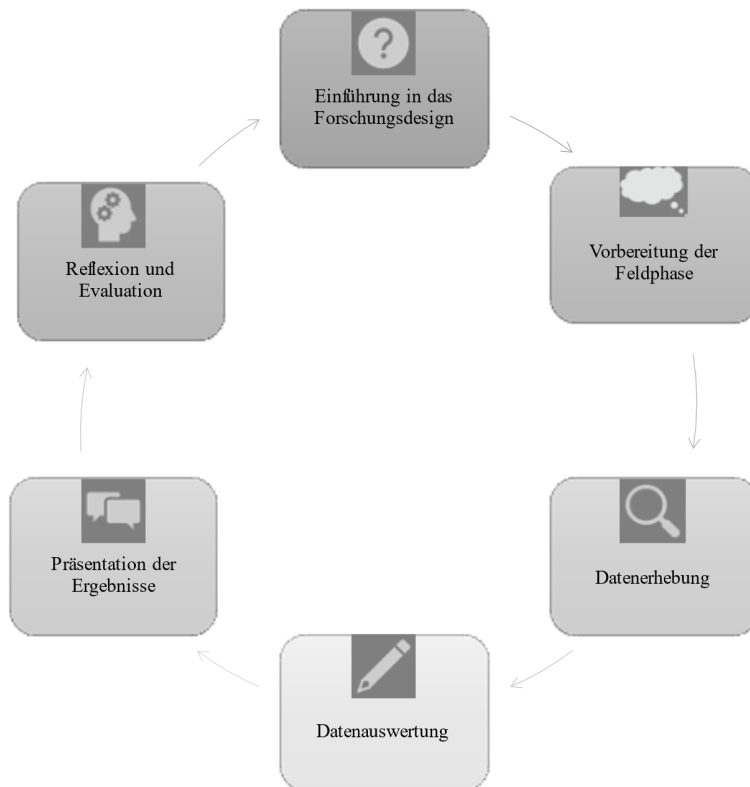 Einführung in das
Forschungsdesign
Vorbereitung der
Feldphase
Datenerhebung
Datenauswertung
Präsentation der
Ergebnisse
Reflexion und
Evaluation